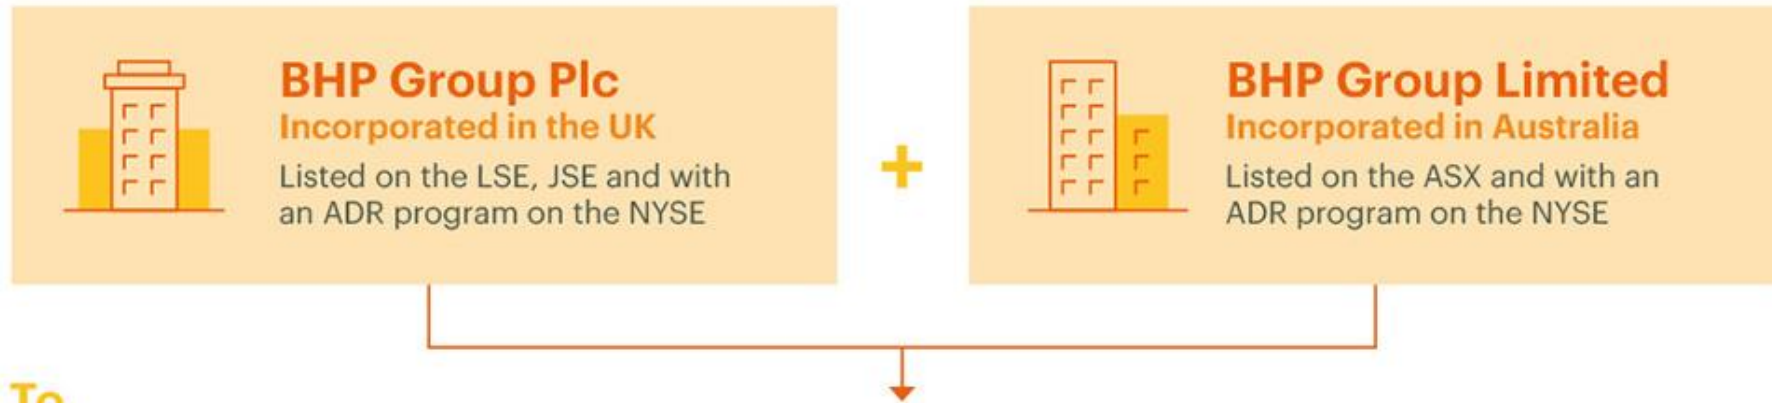 BHP Group Plc
Incorporated in the UK
Listed on the LSE, JSE and with
an ADR program on the NYSE
+
BHP Group Limited
Incorporated in Australia
Listed on the ASX and with an
ADR program on the NYSE
To